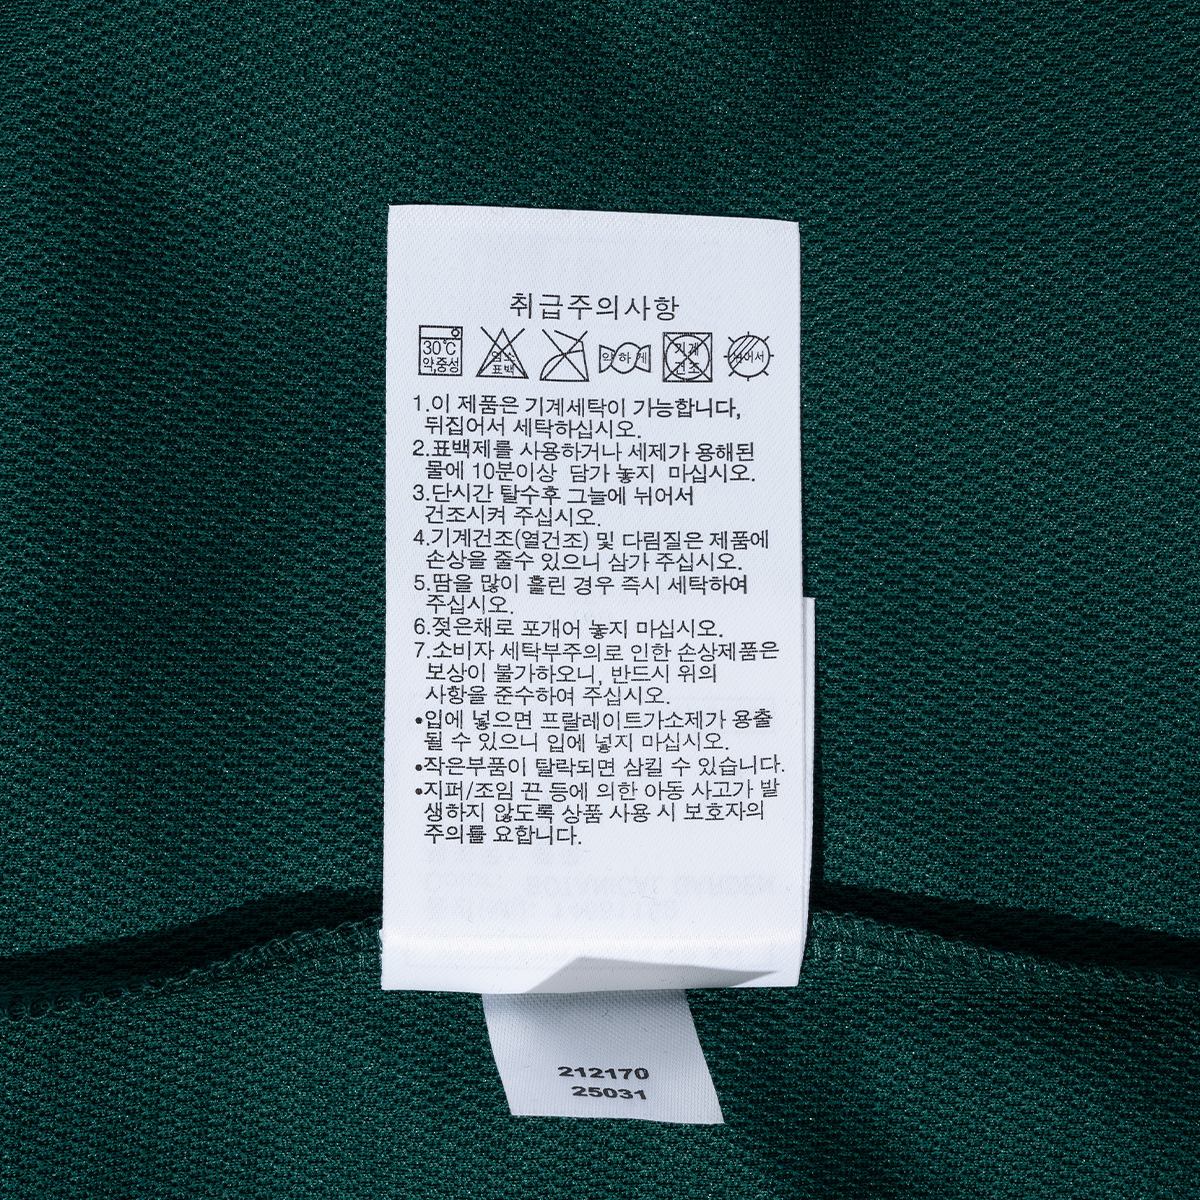 취급주의사항
30℃ 약,중성 염소 표백 약하게 기계 건조 뉘어서
1.이 제품은 기계세탁이 가능합니다,
뒤집어서 세탁하십시오.
2.표백제를 사용하거나 세제가 용해된
물에 10분이상 담가 놓지 마십시오.
3.단시간 탈수후 그늘에 뉘어서
건조시켜 주십시오.
4.기계건조(열건조) 및 다림질은 제품에
손상을 줄수 있으니 삼가 주십시오.
5.땀을 많이 흘린 경우 즉시 세탁하여
주십시오.
6.젖은채로 포개어 놓지 마십시오.
7.소비자 세탁부주의로 인한 손상제품은
보상이 불가하오니, 반드시 위의
사항을 준수하여 주십시오.
•입에 넣으면 프탈레이트가소제가 용출
될 수 있으니 입에 넣지 마십시오.
•작은부품이 탈락되면 삼킬 수 있습니다.
•지퍼/조임 끈 등에 의한 아동 사고가 발
생하지 않도록 상품 사용 시 보호자의
주의를 요합니다.
212170
25031